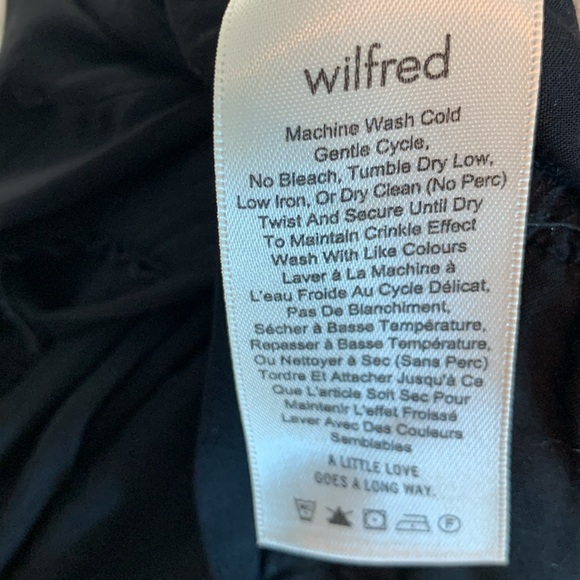 wilfred
Machine Wash Cold
Gentle Cycle,
No Bleach, Tumble Dry Low,
Low Iron, Or Dry Clean (No Perc)
Twist And Secure Until Dry
To Maintain Crinkle Effect
Wash With Like Colours
Laver à La Machine à
L'eau Froide Au Cycle Délicat,
Pas De Blanchiment,
Sécher à Basse Température,
Repasser à Basse Température,
Ou Nettoyer à Sec (Sans Perc)
Tordre Et Attacher Jusqu'à Ce
Que L'article Soit Sec Pour
Maintenir L'effet Froissé
Laver Avec Des Couleurs
Semblables
A LITTLE LOVE
GOES A LONG WAY.
F